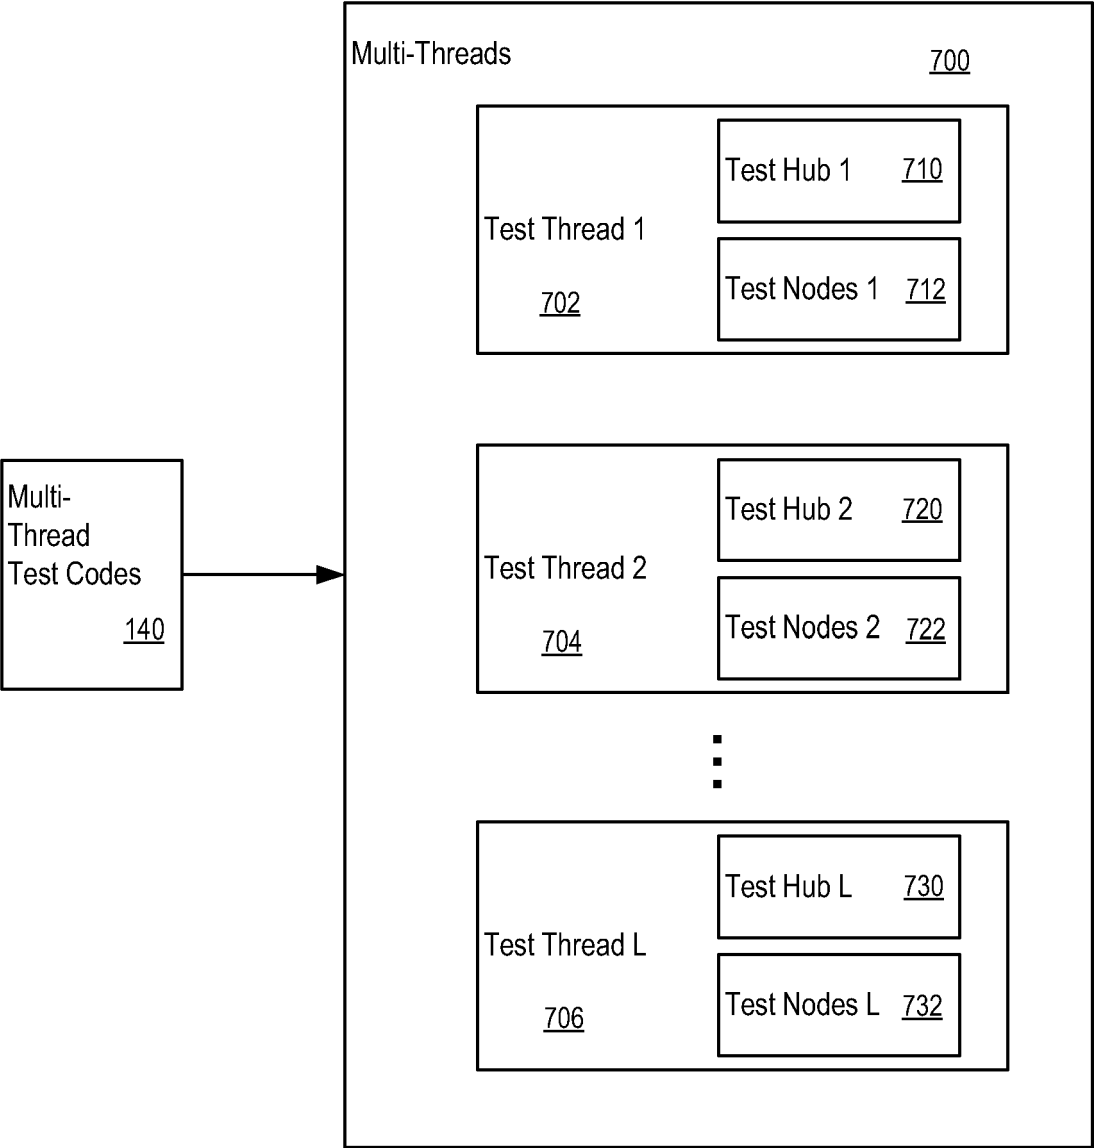 Multi-Threads
700
Test Hub 1 710
Test Thread 1
Test Nodes 1 712
702
Multi-
Thread
Test Codes
140
Test Hub 2 720
Test Thread 2
Test Nodes 2 722
704
Test Hub L 730
Test Thread L
Test Nodes L 732
706